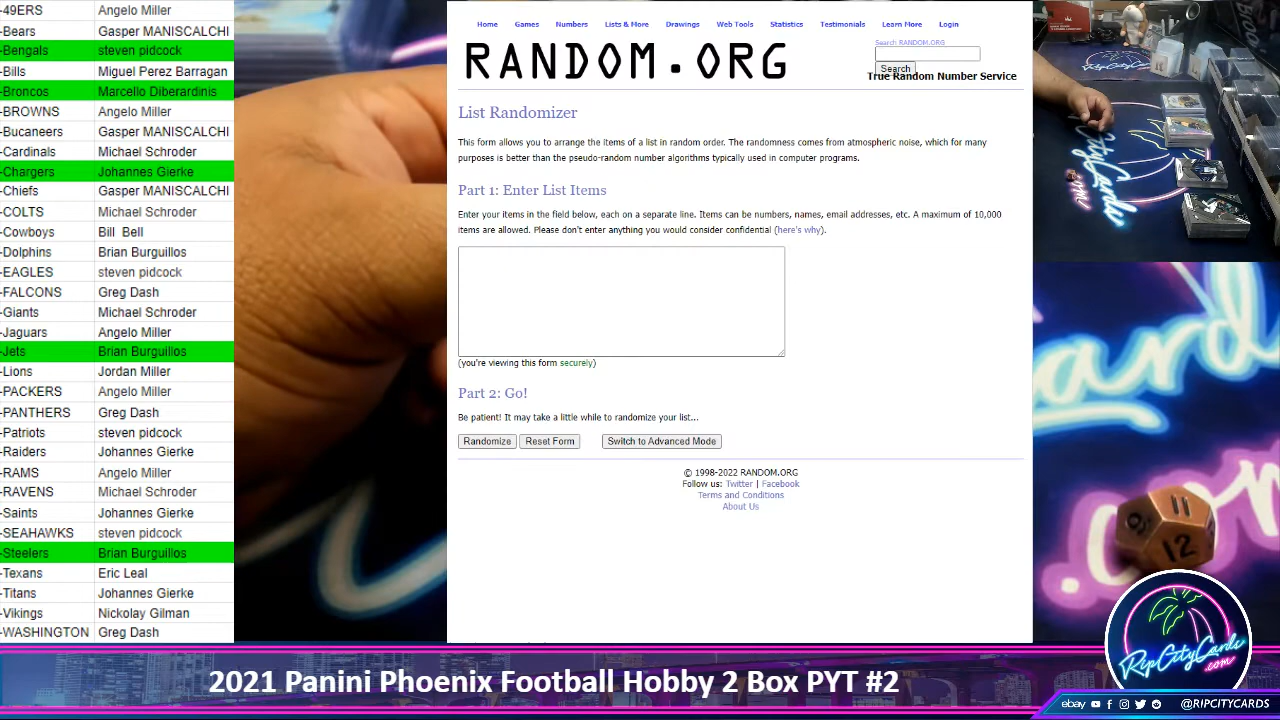 -49ERS Angelo Miller
-Bears Gasper MANISCALCHI
-Bengals steven pidcock
-Bills Miguel Perez Barragan
-Broncos Marcello Diberardinis
-BROWNS Angelo Miller
-Bucaneers Gasper MANISCALCHI
-Cardinals Michael Schroder
-Chargers Johannes Gierke
-Chiefs Gasper MANISCALCHI
-COLTS Michael Schroder
-Cowboys Bill Bell
-Dolphins Brian Burguillos
-EAGLES steven pidcock
-FALCONS Greg Dash
-Giants Michael Schroder
-Jaguars Angelo Miller
-Jets Brian Burguillos
-Lions Jordan Miller
-PACKERS Angelo Miller
-PANTHERS Greg Dash
-Patriots steven pidcock
-Raiders Johannes Gierke
-RAMS Angelo Miller
-RAVENS Michael Schroder
-Saints Johannes Gierke
-SEAHAWKS steven pidcock
-Steelers Brian Burguillos
-Texans Eric Leal
-Titans Johannes Gierke
-Vikings Nickolay Gilman
-WASHINGTON Greg Dash
Home Games Numbers Lists & More Drawings Web Tools Statistics Testimonials Learn More Login
RANDOM.ORG
Search RANDOM.ORG
Search
True Random Number Service
List Randomizer
This form allows you to arrange the items of a list in random order. The randomness comes from atmospheric noise, which for many
purposes is better than the pseudo-random number algorithms typically used in computer programs.
Part 1: Enter List Items
Enter your items in the field below, each on a separate line. Items can be numbers, names, email addresses, etc. A maximum of 10,000
items are allowed. Please don't enter anything you would consider confidential (here's why).
(you're viewing this form securely)
Part 2: Go!
Be patient! It may take a little while to randomize your list...
Randomize Reset Form Switch to Advanced Mode
© 1998-2022 RANDOM.ORG
Follow us: Twitter | Facebook
Terms and Conditions
About Us
11
12
RipCityCards
.com
2021 Panini Phoenix Football Hobby 2 Box PYT #2
ebay @RIPCITYCARDS